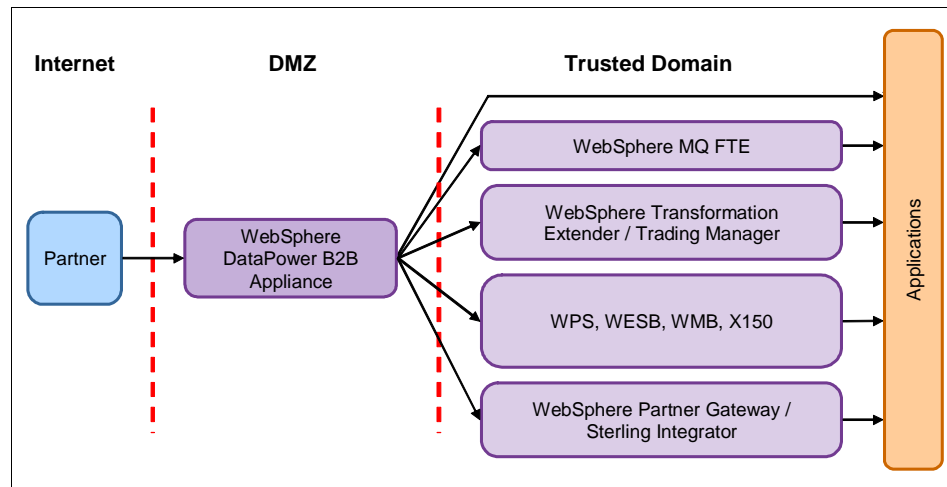 Internet
DMZ
Trusted Domain
Partner
WebSphere
DataPower B2B
Appliance
WebSphere MQ FTE
WebSphere Transformation
Extender / Trading Manager
WPS, WESB, WMB, X150
WebSphere Partner Gateway /
Sterling Integrator
Applications